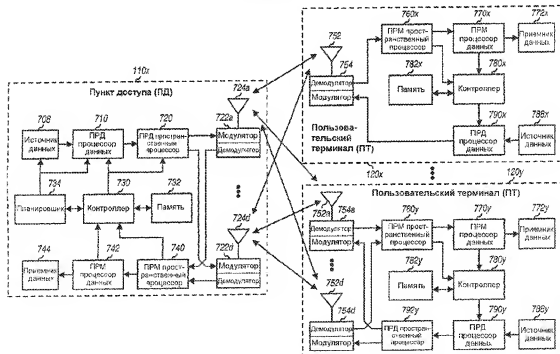 110x
Пункт доступа (ПД)
708
Источник данных
710
ПРД процессор данных
720
ПРД пространственный процессор
724a
722a
Модулятор
Демодулятор
734
Планировщик
730
Контроллер
732
Память
744
Приемник данных
742
ПРМ процессор данных
740
ПРМ пространственный процессор
724d
722d
Модулятор
Демодулятор
752
754
Демодулятор
Модулятор
760x
ПРМ прост-
ранственный
процессор
770x
ПРМ
процессор
данных
772x
Приемник
данных
782x
Память
780x
Контроллер
790x
ПРД
процессор
данных
Источник
данных
Пользова-
тельский
терминал (ПТ)
120x
120y
Пользовательский терминал (ПТ)
752a
754a
Демодулятор
Модулятор
760y
ПРМ пространственный
процессор
770y
ПРМ
процессор
данных
772y
Приемник
данных
782y
Память
780y
Контроллер
752d
754d
Демодулятор
Модулятор
792y
ПРД пространственный
процессор
790y
ПРД
процессор
данных
Источник
данных